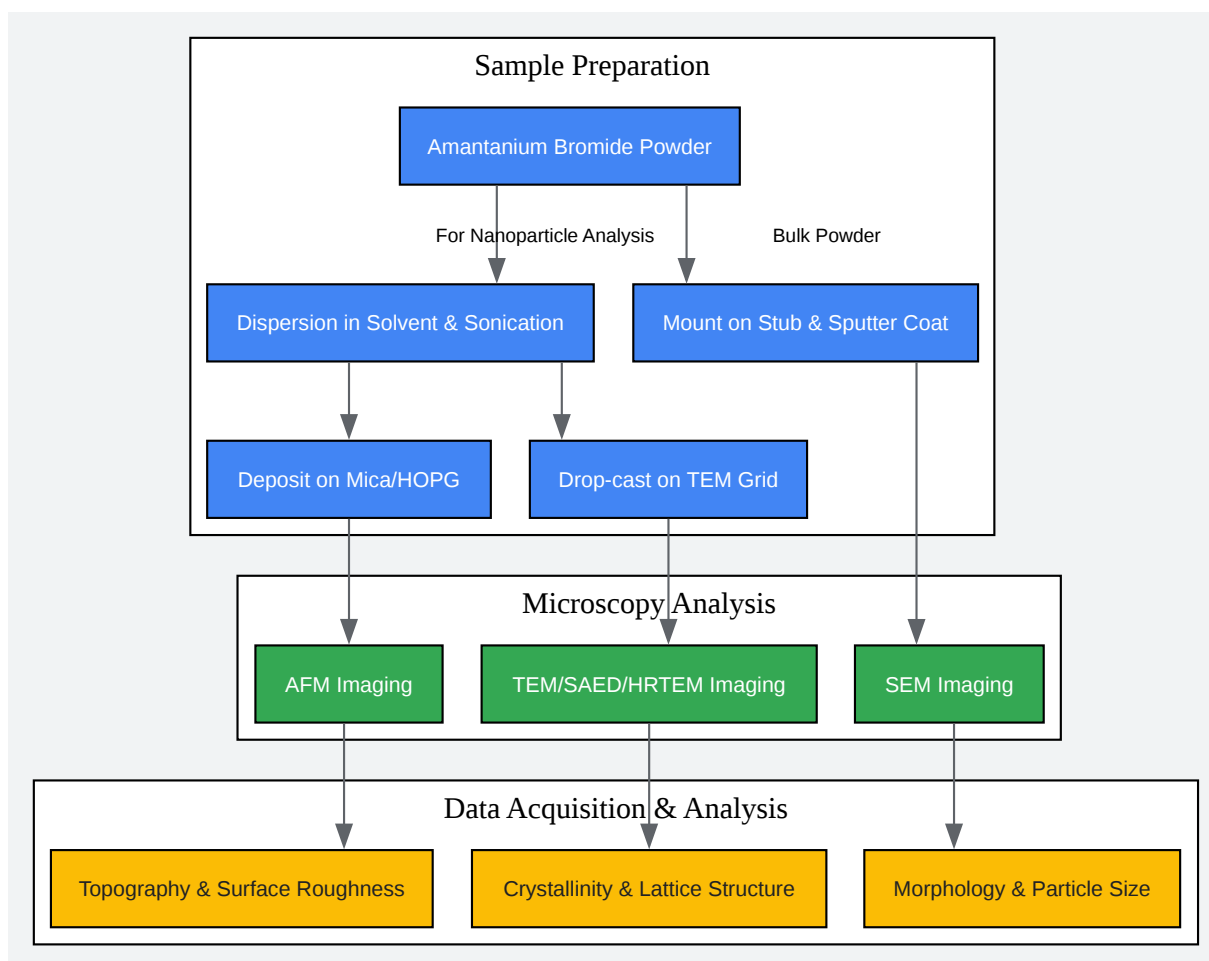 Sample Preparation
Amantanium Bromide Powder
For Nanoparticle Analysis
Bulk Powder
Dispersion in Solvent & Sonication
Mount on Stub & Sputter Coat
Deposit on Mica/HOPG
Drop-cast on TEM Grid
Microscopy Analysis
AFM Imaging
TEM/SAED/HRTEM Imaging
SEM Imaging
Data Acquisition & Analysis
Topography & Surface Roughness
Crystallinity & Lattice Structure
Morphology & Particle Size